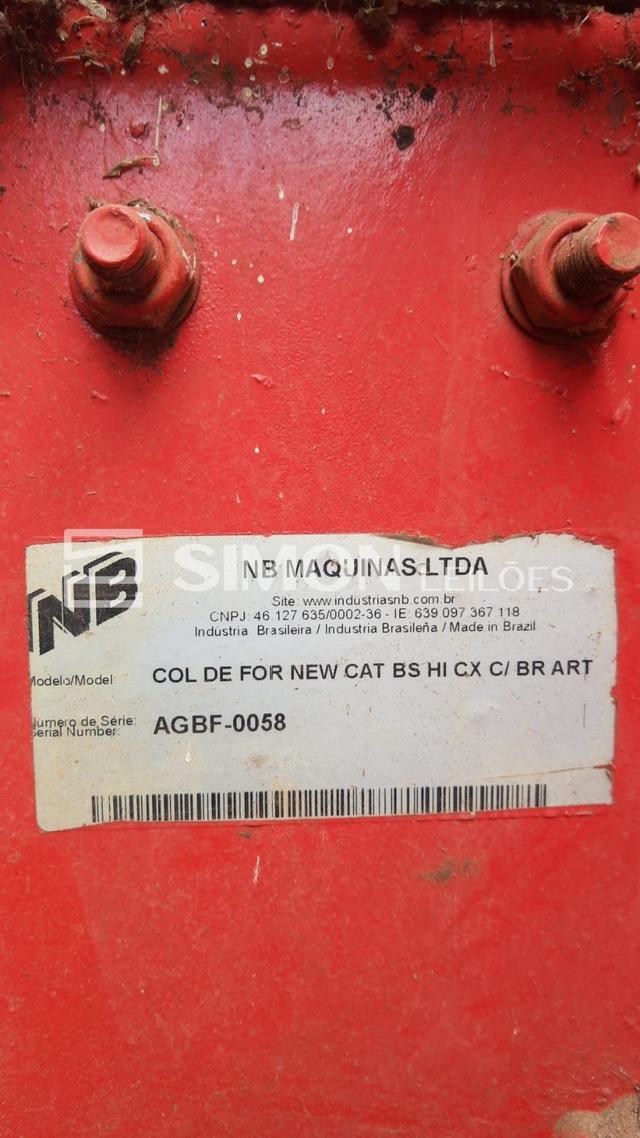 NB
NB MAQUINAS LTDA
SIMON LEILÕES
Site: www.industriasnb.com.br
CNPJ: 46.127.635/0002-36 - IE: 639.097.367.118
Indústria Brasileira / Industria Brasileña / Made in Brazil
Modelo/Model: COL DE FOR NEW CAT BS HI CX C/ BR ART
Número de Série:
Serial Number: AGBF-0058